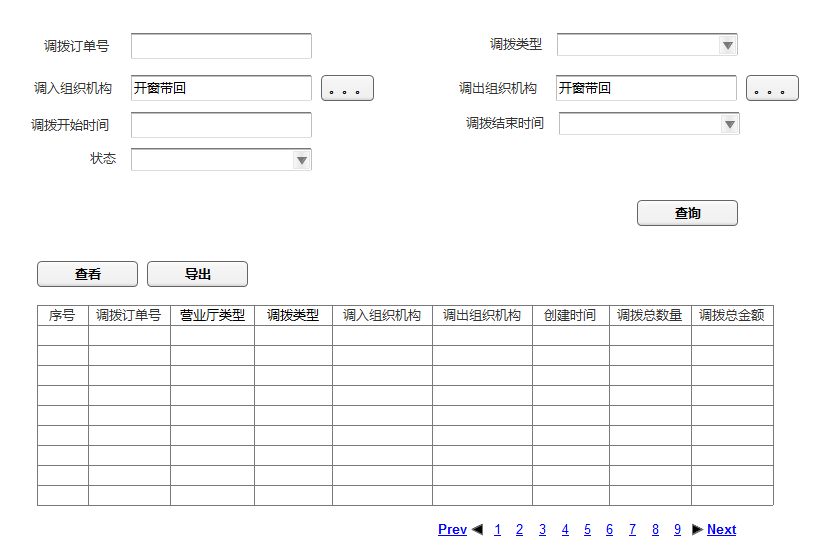 调拨订单号 调拨类型
调入组织机构 开窗带回 。。。 调出组织机构 开窗带回 。。。
调拨开始时间 调拨结束时间
状态
查询
查看 导出
序号 调拨订单号 营业厅类型 调拨类型 调入组织机构 调出组织机构 创建时间 调拨总数量 调拨总金额
Prev 1 2 3 4 5 6 7 8 9 Next